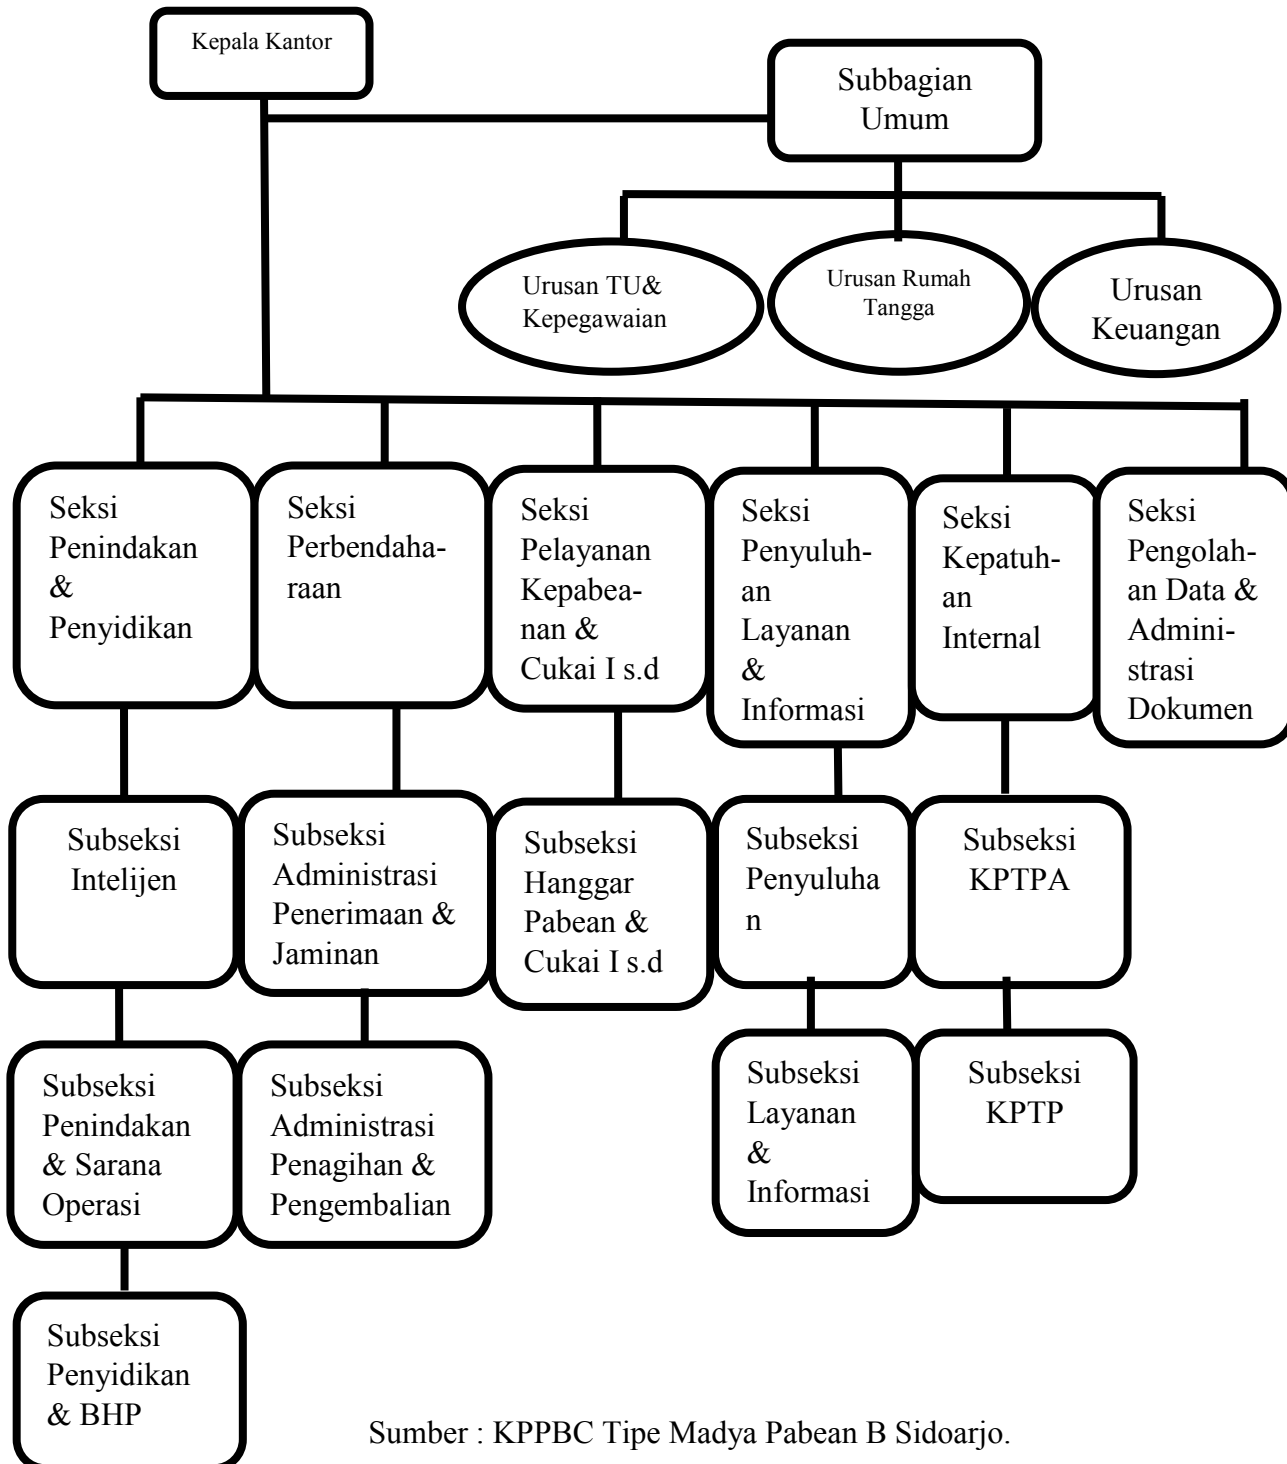 Kepala Kantor
Subbagian
Umum
Urusan TU&
Kepegawaian
Urusan Rumah
Tangga
Urusan
Keuangan
Seksi
Penindakan
&
Penyidikan
Seksi
Perbendaha-
raan
Seksi
Pelayanan
Kepabea-
nan &
Cukai I s.d
Seksi
Penyuluh-
an
Layanan
&
Informasi
Seksi
Kepatuh-
an
Internal
Seksi
Pengolah-
an Data &
Admini-
strasi
Dokumen
Subseksi
Intelijen
Subseksi
Administrasi
Penerimaan &
Jaminan
Subseksi
Hanggar
Pabean &
Cukai I s.d
Subseksi
Penyuluha
n
Subseksi
KPTPA
Subseksi
Penindakan
& Sarana
Operasi
Subseksi
Administrasi
Penagihan &
Pengembalian
Subseksi
Layanan
&
Informasi
Subseksi
KPTP
Subseksi
Penyidikan
& BHP
Sumber : KPPBC Tipe Madya Pabean B Sidoarjo.